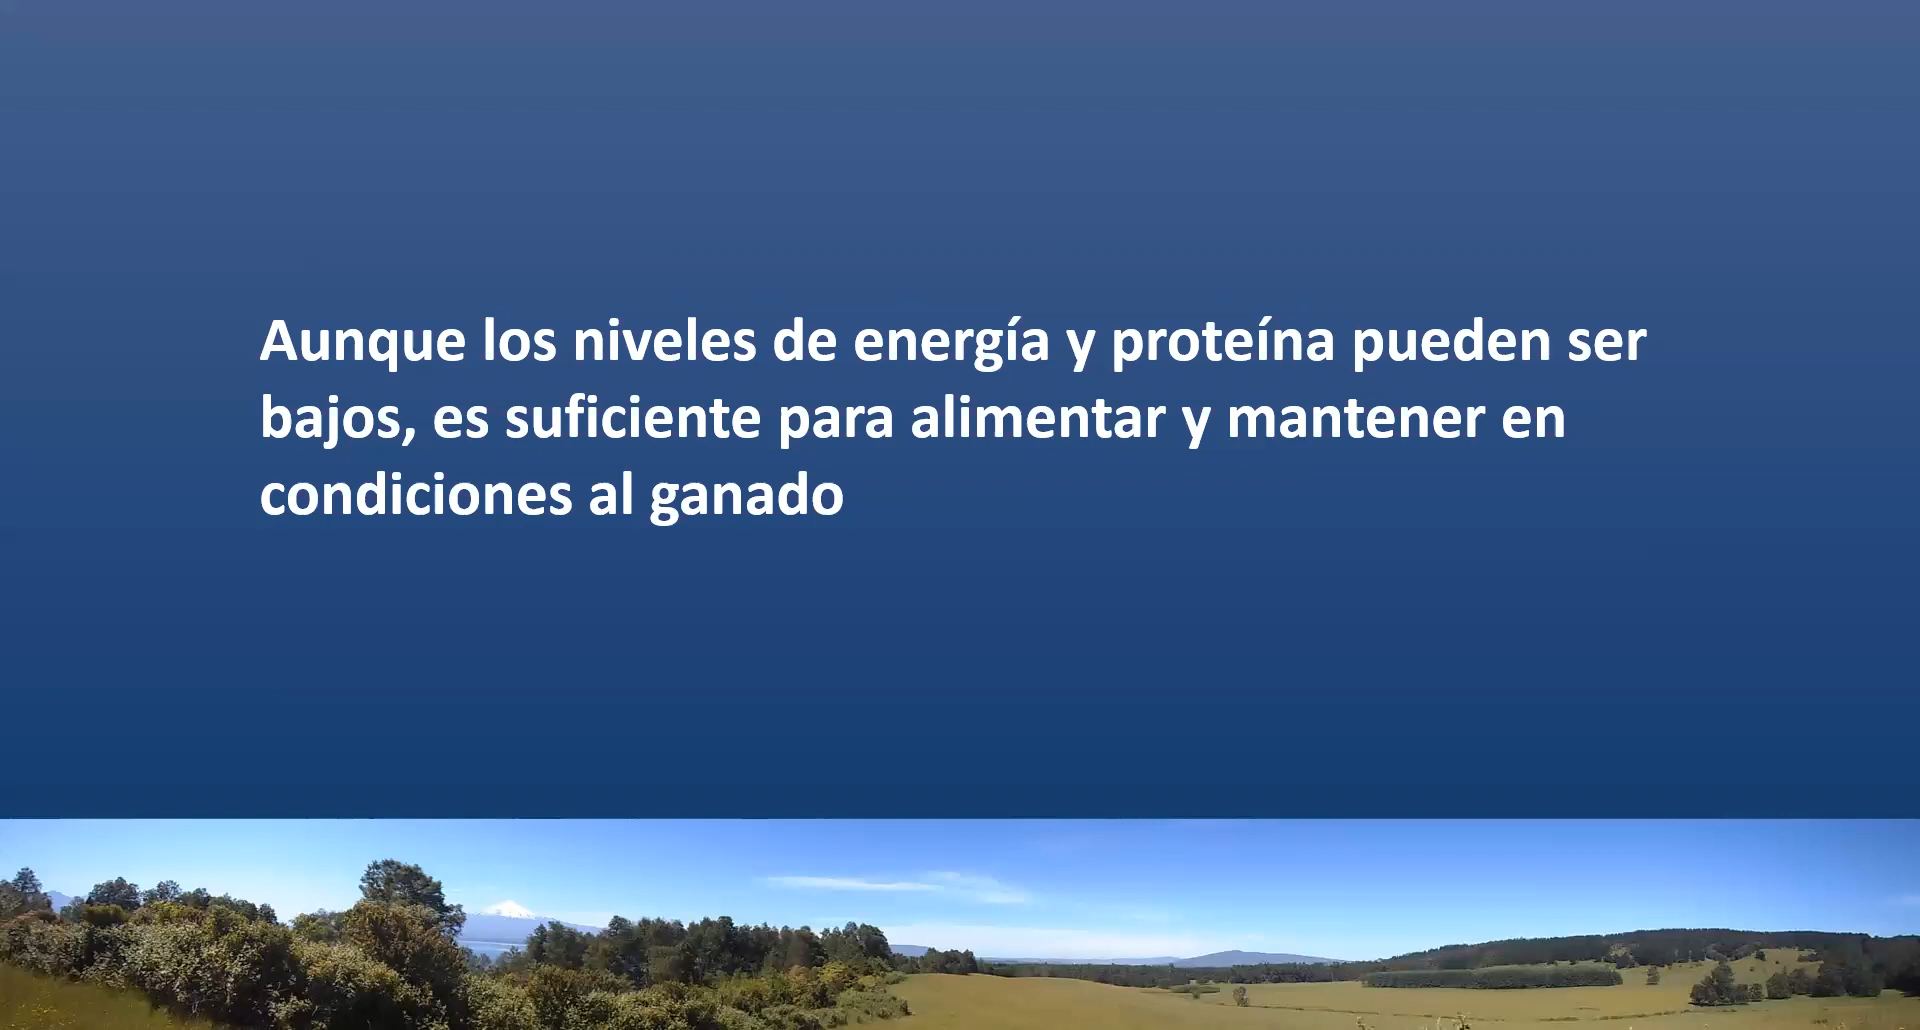 Aunque los niveles de energía y proteína pueden ser
bajos, es suficiente para alimentar y mantener en
condiciones al ganado